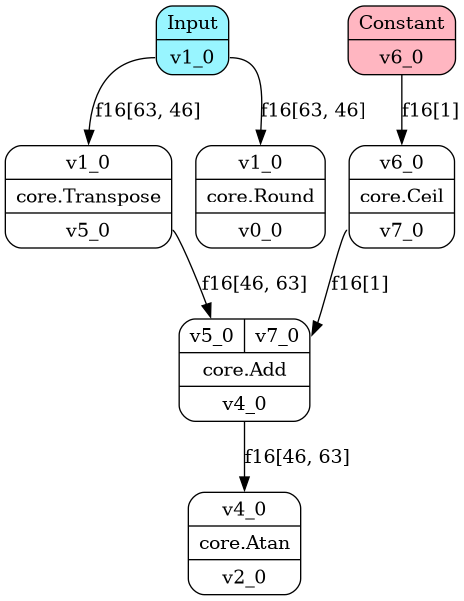 Input
v1_0
Constant
v6_0
f16[63, 46]
f16[63, 46]
f16[1]
v1_0
core.Transpose
v5_0
v1_0
core.Round
v0_0
v6_0
core.Ceil
v7_0
f16[46, 63]
f16[1]
v5_0 v7_0
core.Add
v4_0
f16[46, 63]
v4_0
core.Atan
v2_0